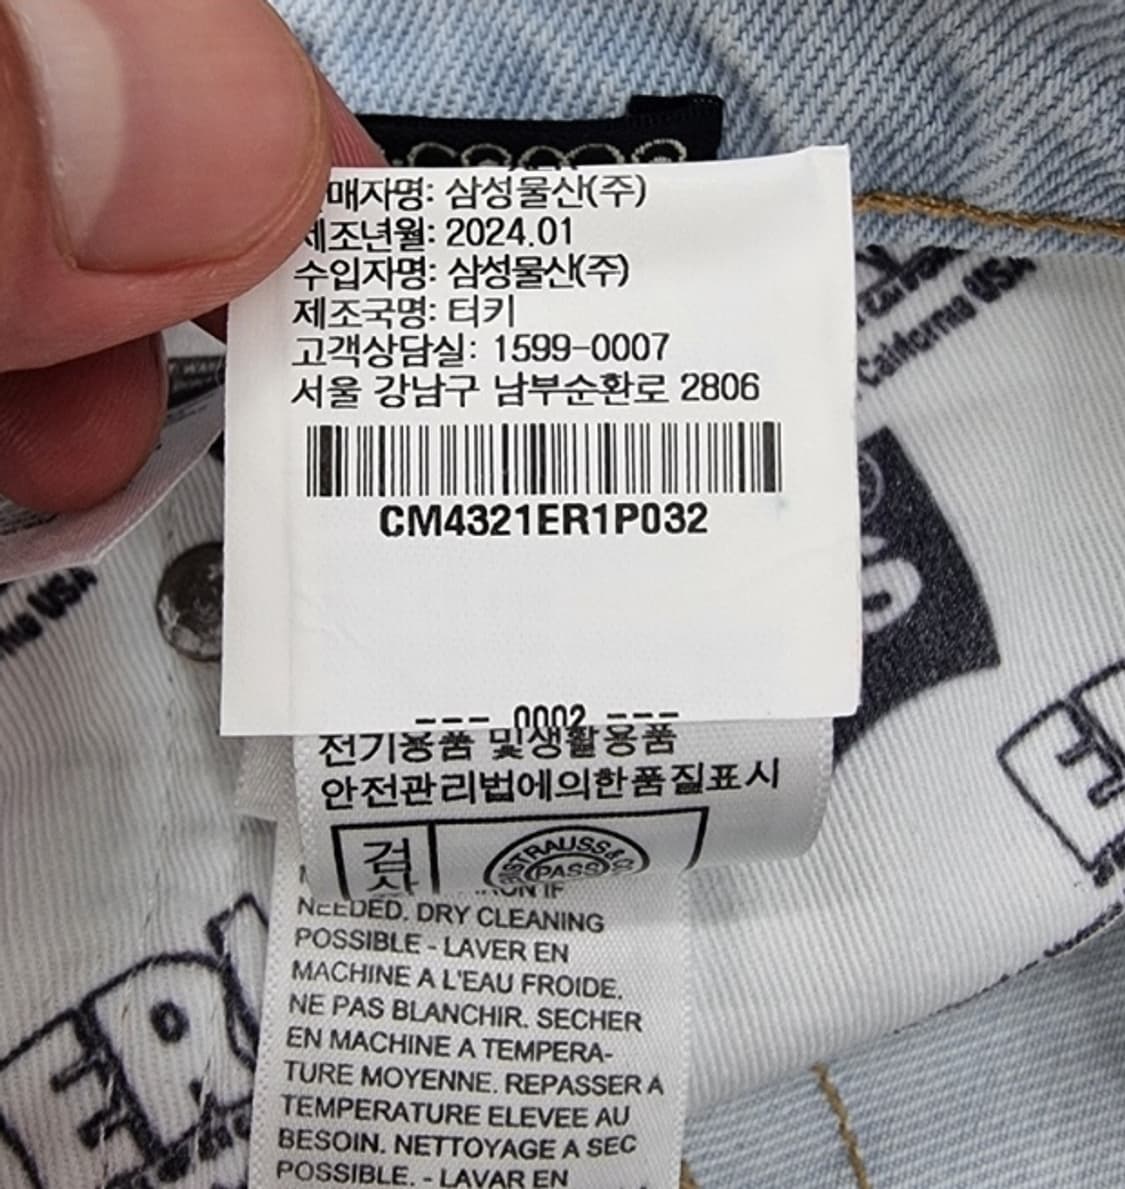 매자명: 삼성물산(주)
제조년월: 2024.01
수입자명: 삼성물산(주)
제조국명: 터키
고객상담실: 1599-0007
서울 강남구 남부순환로 2806
CM4321ER1P032
--- 0002 ---
전기용품 및생활용품
안전관리법에의한품질표시
검
STRAUSS & CO
PASS
IF
NEEDED. DRY CLEANING
POSSIBLE - LAVER EN
MACHINE A L'EAU FROIDE.
NE PAS BLANCHIR. SECHER
EN MACHINE A TEMPERA-
TURE MOYENNE. REPASSER A
TEMPERATURE ELEVEE AU
BESOIN. NETTOYAGE A SEC
POSSIBLE. - LAVAR EN
California USA
USA